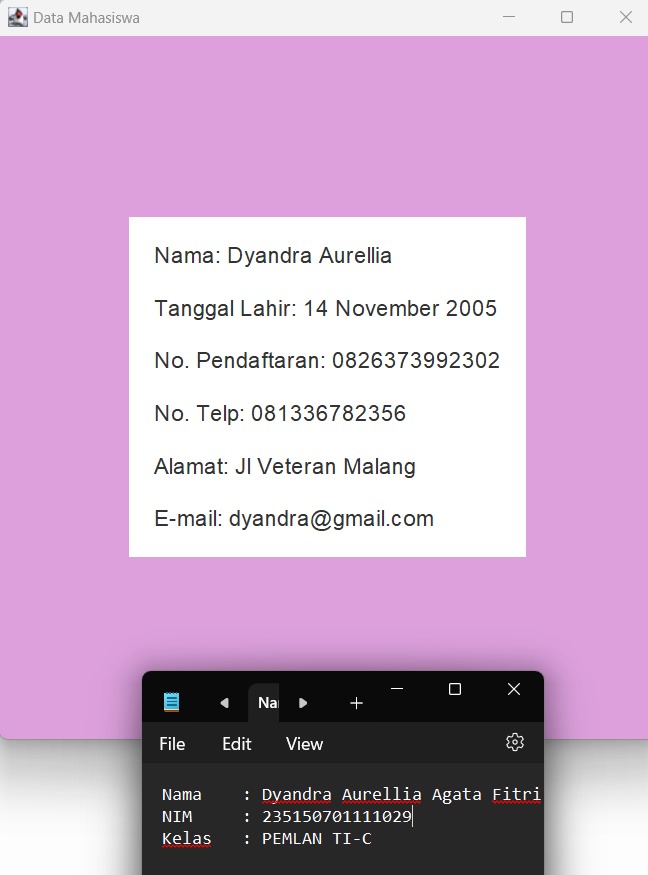 Data Mahasiswa
Nama: Dyandra Aurellia
Tanggal Lahir: 14 November 2005
No. Pendaftaran: 0826373992302
No. Telp: 081336782356
Alamat: Jl Veteran Malang
E-mail: dyandra@gmail.com
Na
File Edit View
Nama : Dyandra Aurellia Agata Fitri
NIM : 235150701111029
Kelas : PEMLAN TI-C